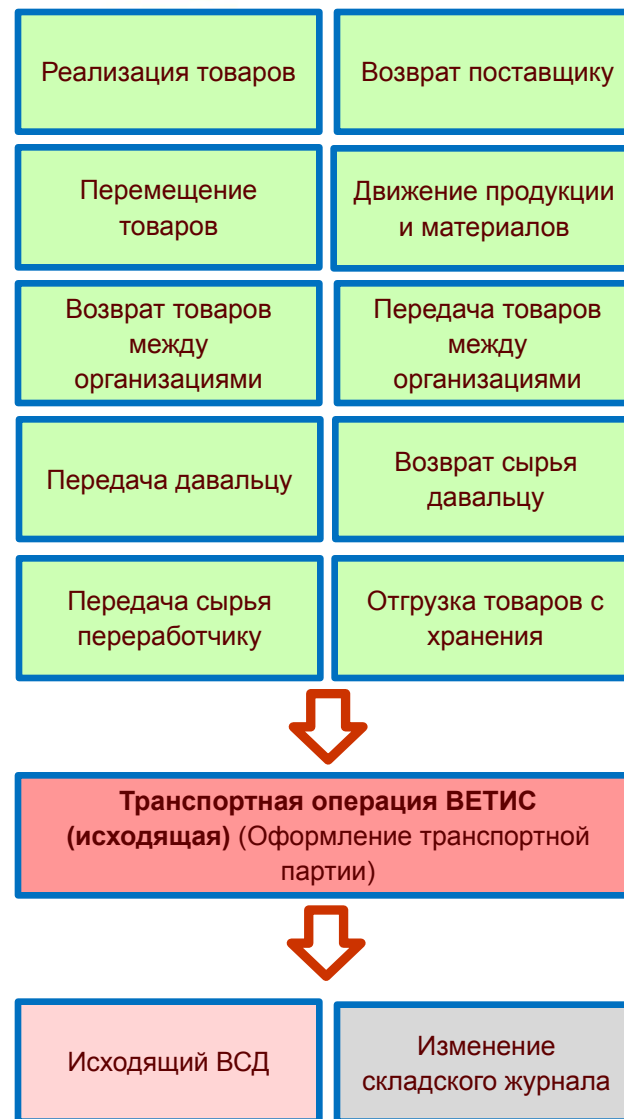 Реализация товаров
Возврат поставщику
Перемещение
товаров
Движение продукции
и материалов
Возврат товаров
между
организациями
Передача товаров
между
организациями
Передача давальцу
Возврат сырья
давальцу
Передача сырья
переработчику
Отгрузка товаров с
хранения
Транспортная операция ВЕТИС
(исходящая) (Оформление транспортной
партии)
Исходящий ВСД
Изменение
складского журнала